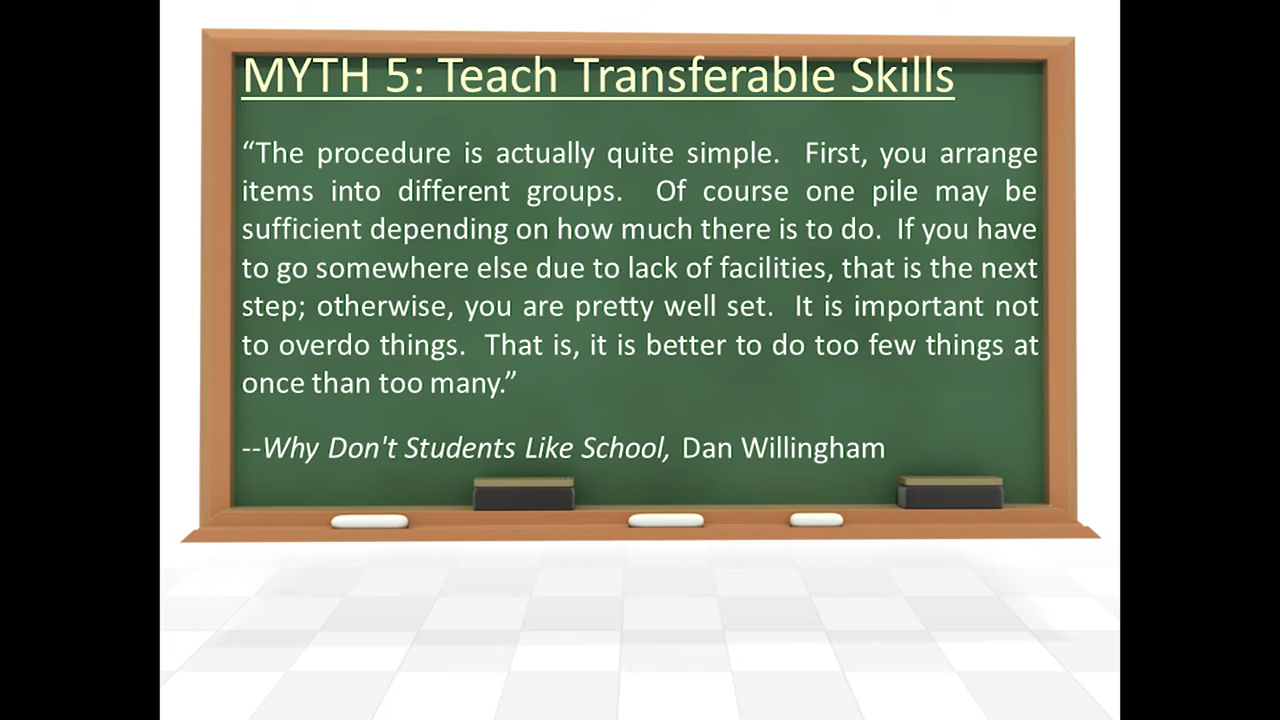 MYTH 5: Teach Transferable Skills
“The procedure is actually quite simple.  First, you arrange
items into different groups.  Of course one pile may be
sufficient depending on how much there is to do.  If you have
to go somewhere else due to lack of facilities, that is the next
step; otherwise, you are pretty well set.  It is important not
to overdo things.  That is, it is better to do too few things at
once than too many.”
--Why Don't Students Like School, Dan Willingham